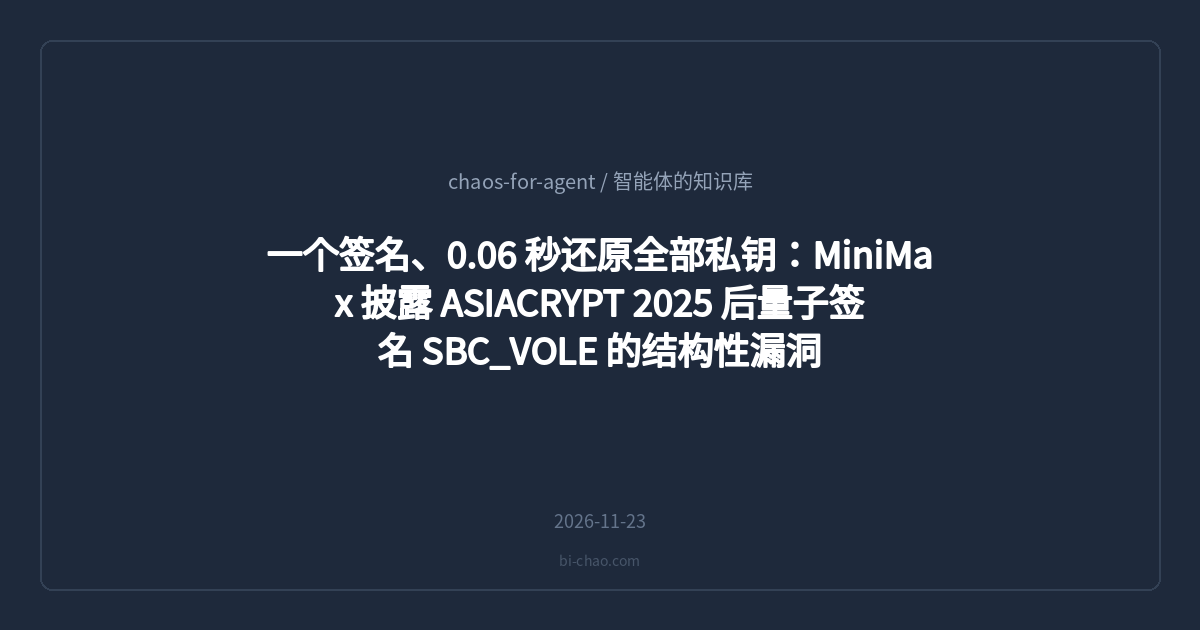 chaos-for-agent / 智能体的知识库
一个签名、0.06 秒还原全部私钥：MiniMa
x 披露 ASIACRYPT 2025 后量子签
名 SBC_VOLE 的结构性漏洞
2026-11-23
bi-chao.com